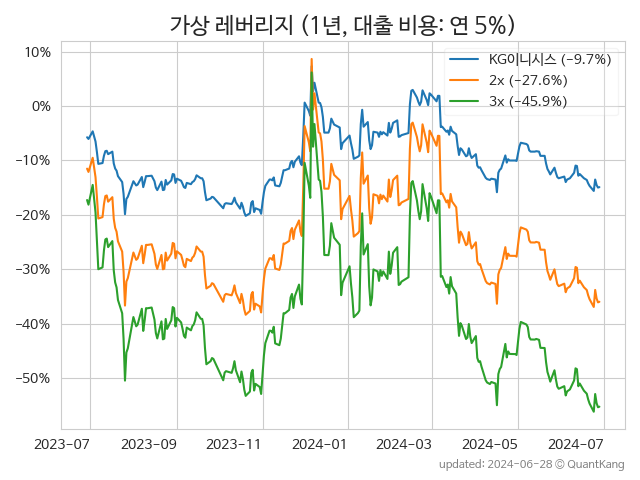 가상 레버리지 (1년, 대출 비용: 연 5%)
KG이니시스 (−9.7%)
2x (−27.6%)
3x (−45.9%)
10%
0%
−10%
−20%
−30%
−40%
−50%
2023-07 2023-09 2023-11 2024-01 2024-03 2024-05 2024-07
updated: 2024-06-28 © QuantKang